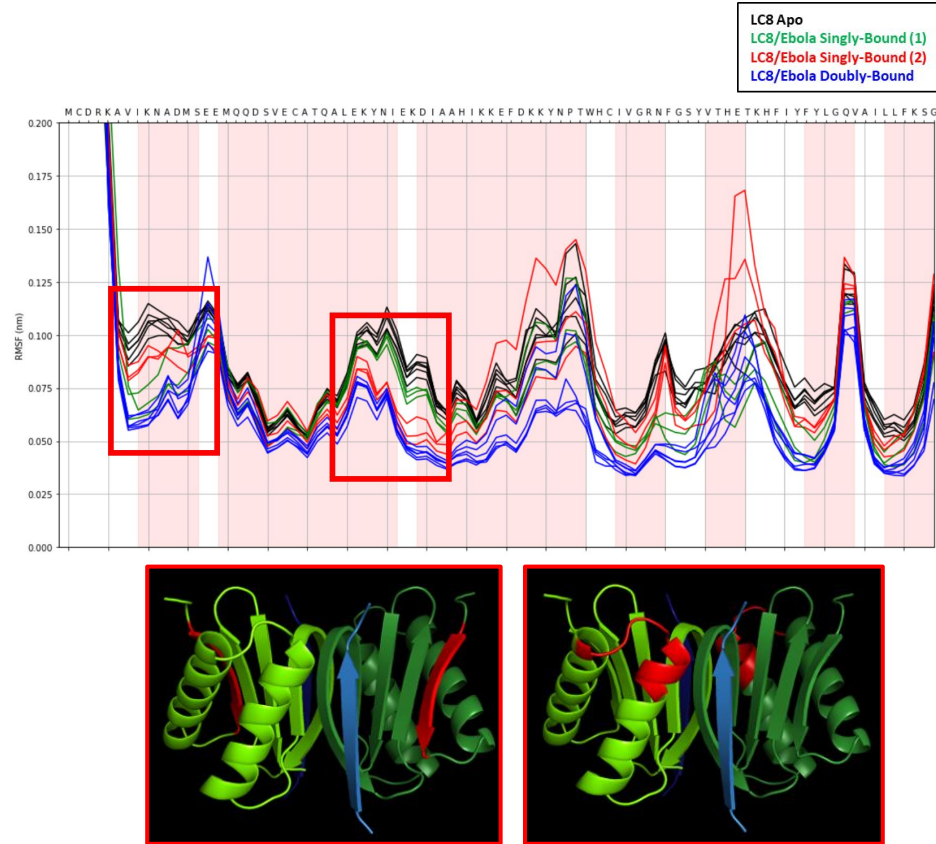 LC8 Apo
LC8/Ebola Singly-Bound (1)
LC8/Ebola Singly-Bound (2)
LC8/Ebola Doubly-Bound
M C D R K A V I K N A D M S E E M Q Q D S V E C A T Q A L E K Y N I E K D I A A H I K K E F D K K Y N P T W H C I V G R N F G S Y V T H E T K H F I Y F Y L G Q V A I L L F K S G
0.200
0.175
0.150
0.125
0.100
0.075
0.050
0.025
0.000
RMSF (nm)